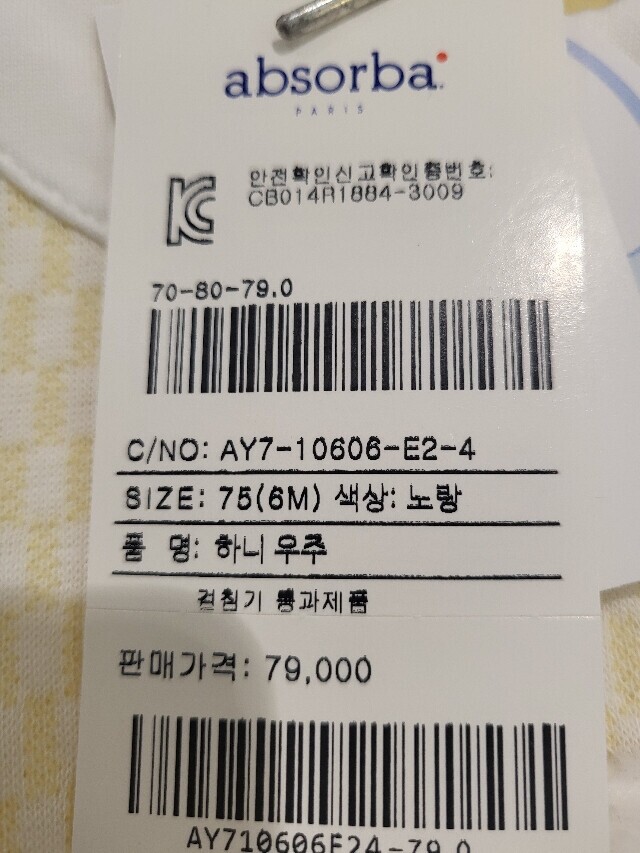 absorba.
PARIS
KC
안전확인신고확인증번호:
CB014R1884-3009
70-80-79.0
C/NO: AY7-10606-E2-4
SIZE: 75(6M) 색상: 노랑
품 명: 하니우주
검침기 통과제품
판매가격: 79,000
AY710606E24-79.0